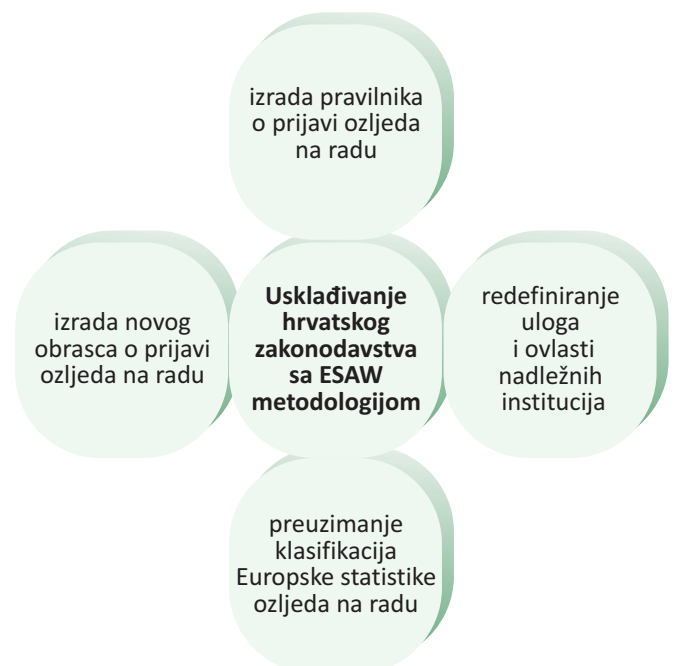 izrada pravilnika
o prijavi ozljeda
na radu
izrada novog
obrasca o prijavi
ozljeda na radu
Usklađivanje
hrvatskog
zakonodavstva
sa ESAW
metodologijom
redefiniranje
uloga
i ovlasti
nadležnih
institucija
preuzimanje
klasifikacija
Europske statistike
ozljeda na radu